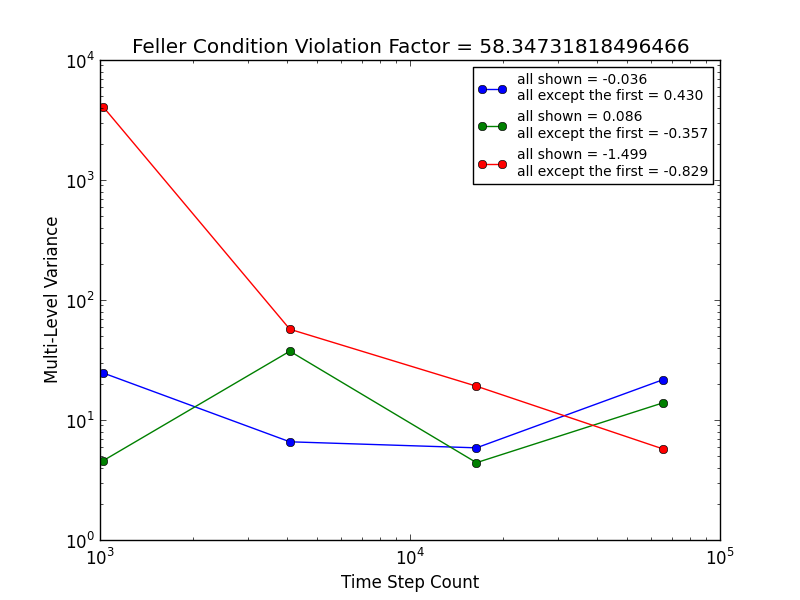 Feller Condition Violation Factor = 58.34731818496466
10^4
10^3
10^2
10^1
10^0
Multi-Level Variance
all shown = -0.036
all except the first = 0.430
all shown = 0.086
all except the first = -0.357
all shown = -1.499
all except the first = -0.829
10^3
10^4
10^5
Time Step Count